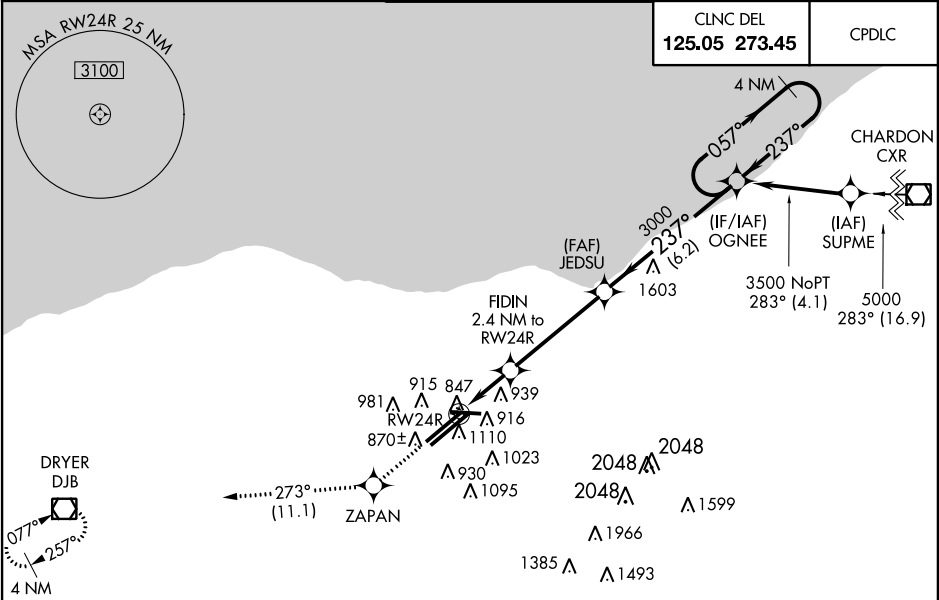 MSA RW24R 25 NM
3100
CLNC DEL
125.05 273.45
CPDLC
4 NM
057°
237°
CHARDON
CXR
(IF/IAF)
OGNEE
(IAF)
SUPME
3000
237°
(6.2)
(FAF)
JEDSU
1603
3500 NoPT
283° (4.1)
5000
283° (16.9)
FIDIN
2.4 NM to
RW24R
981
915
847
939
RW24R
916
870±
1110
1023
930
1095
2048
2048
2048
1599
1966
1385
1493
DRYER
DJB
077°
257°
4 NM
273°
(11.1)
ZAPAN